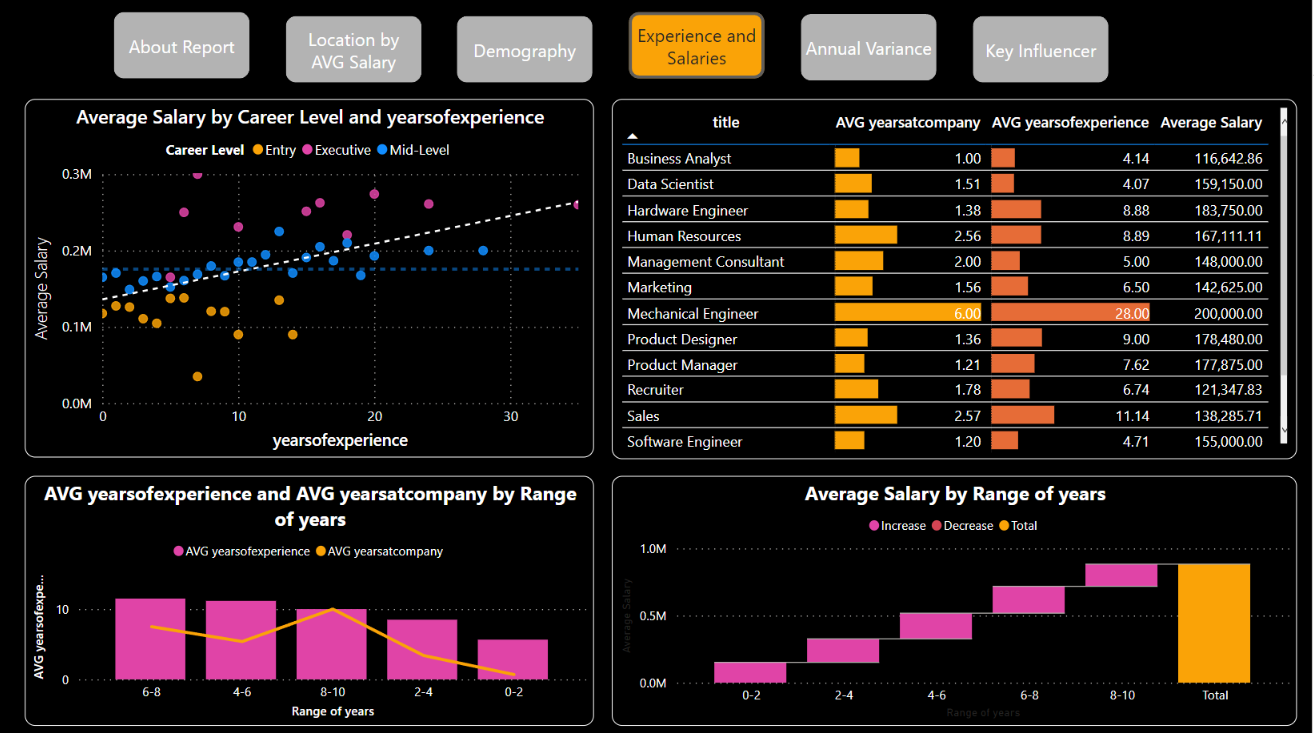 About Report
Location by
AVG Salary
Demography
Experience and
Salaries
Annual Variance
Key Influencer
Average Salary by Career Level and yearsofexperience
Career Level Entry Executive Mid-Level
0.3M
0.2M
0.1M
0.0M
Average Salary
0 10 20 30
yearsofexperience
title AVG yearsatcompany AVG yearsofexperience Average Salary
Business Analyst 1.00 4.14 116,642.86
Data Scientist 1.51 4.07 159,150.00
Hardware Engineer 1.38 8.88 183,750.00
Human Resources 2.56 8.89 167,111.11
Management Consultant 2.00 5.00 148,000.00
Marketing 1.56 6.50 142,625.00
Mechanical Engineer 6.00 28.00 200,000.00
Product Designer 1.36 9.00 178,480.00
Product Manager 1.21 7.62 177,875.00
Recruiter 1.78 6.74 121,347.83
Sales 2.57 11.14 138,285.71
Software Engineer 1.20 4.71 155,000.00
AVG yearsofexperience and AVG yearsatcompany by Range
of years
AVG yearsofexperience AVG yearsatcompany
AVG yearsofexpe...
10
0
6-8 4-6 8-10 2-4 0-2
Range of years
Average Salary by Range of years
Increase Decrease Total
1.0M
0.5M
0.0M
Average Salary
0-2 2-4 4-6 6-8 8-10 Total
Range of years